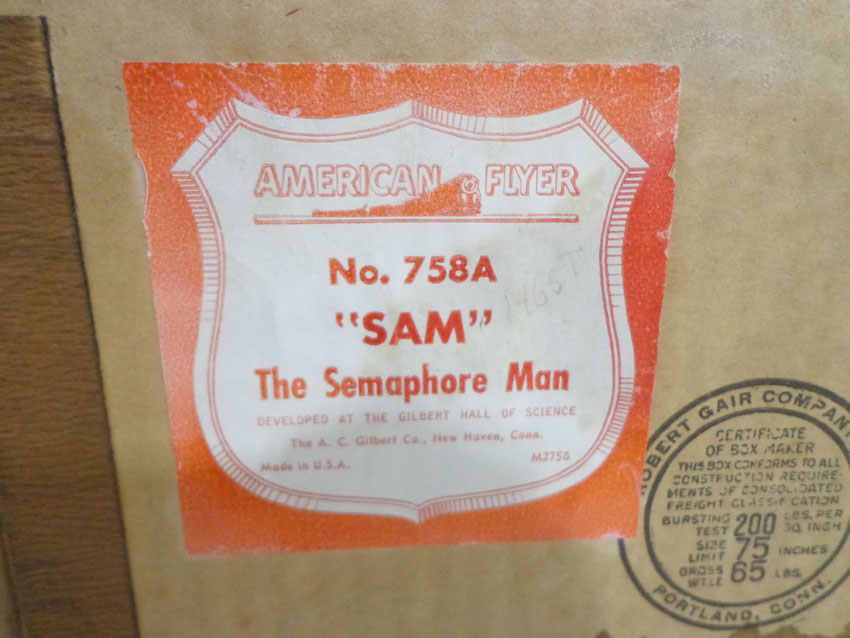 AMERICAN FLYER
No. 758A
"SAM"
The Semaphore Man
DEVELOPED AT THE GILBERT HALL OF SCIENCE
The A. C. Gilbert Co., New Haven, Conn.
Made in U.S.A. M2756
1465T
ROBERT GAIR COMPANY
CERTIFICATE
OF BOX MAKER
THIS BOX CONFORMS TO ALL
CONSTRUCTION REQUIRE-
MENTS OF CONSOLIDATED
FREIGHT CLASSIFICATION
BURSTING TEST 200 LBS. PER SQ. INCH
SIZE LIMIT 75 INCHES
GROSS WT. LT. 65 LBS.
PORTLAND, CONN.